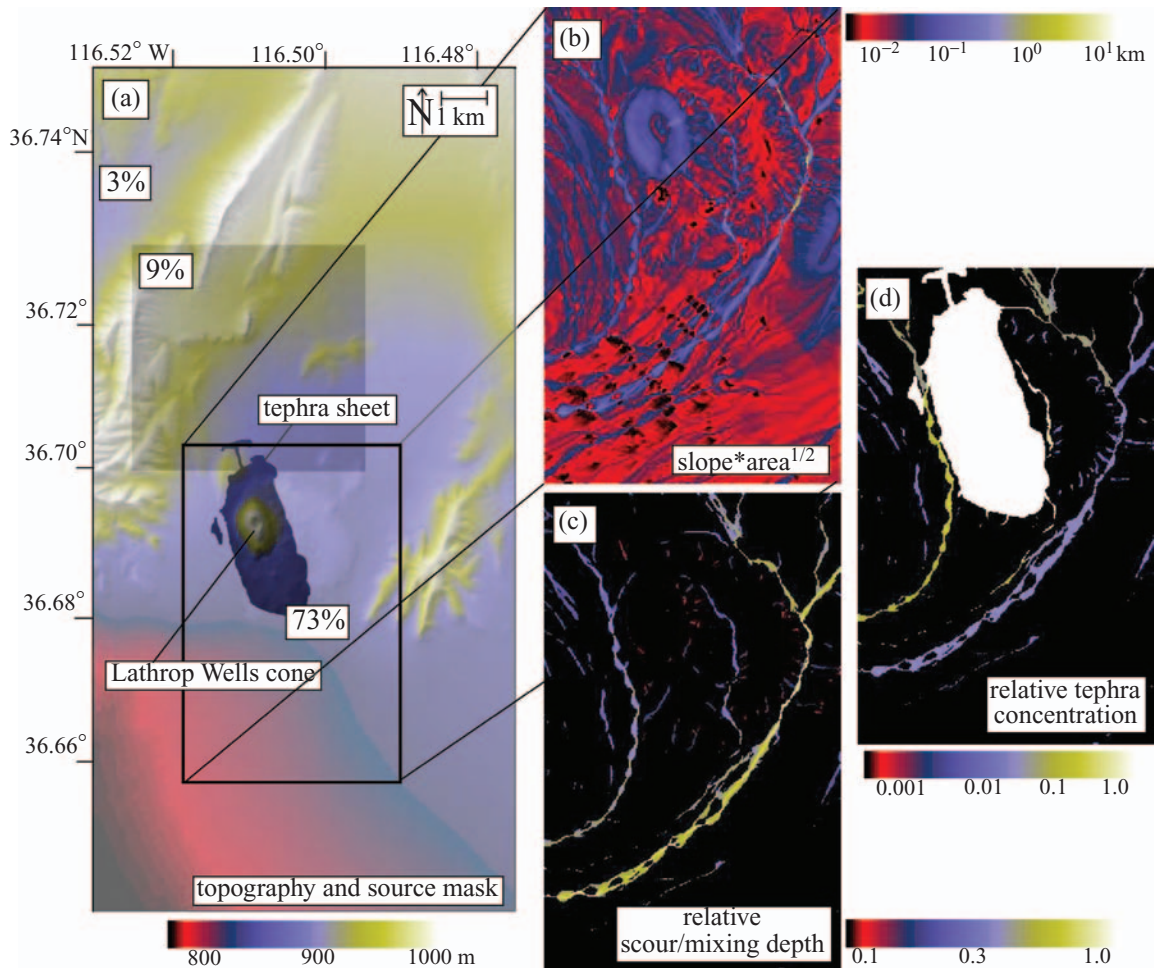 116.52° W
116.50°
116.48°
(a)
N
1 km
36.74°N
3%
9%
36.72°
tephra sheet
36.70°
36.68°
73%
Lathrop Wells cone
36.66°
topography and source mask
800
900
1000 m
(b)
slope*area1/2
10−2
10−1
100
101 km
(c)
relative
scour/mixing depth
0.1
0.3
1.0
(d)
relative tephra
concentration
0.001
0.01
0.1
1.0